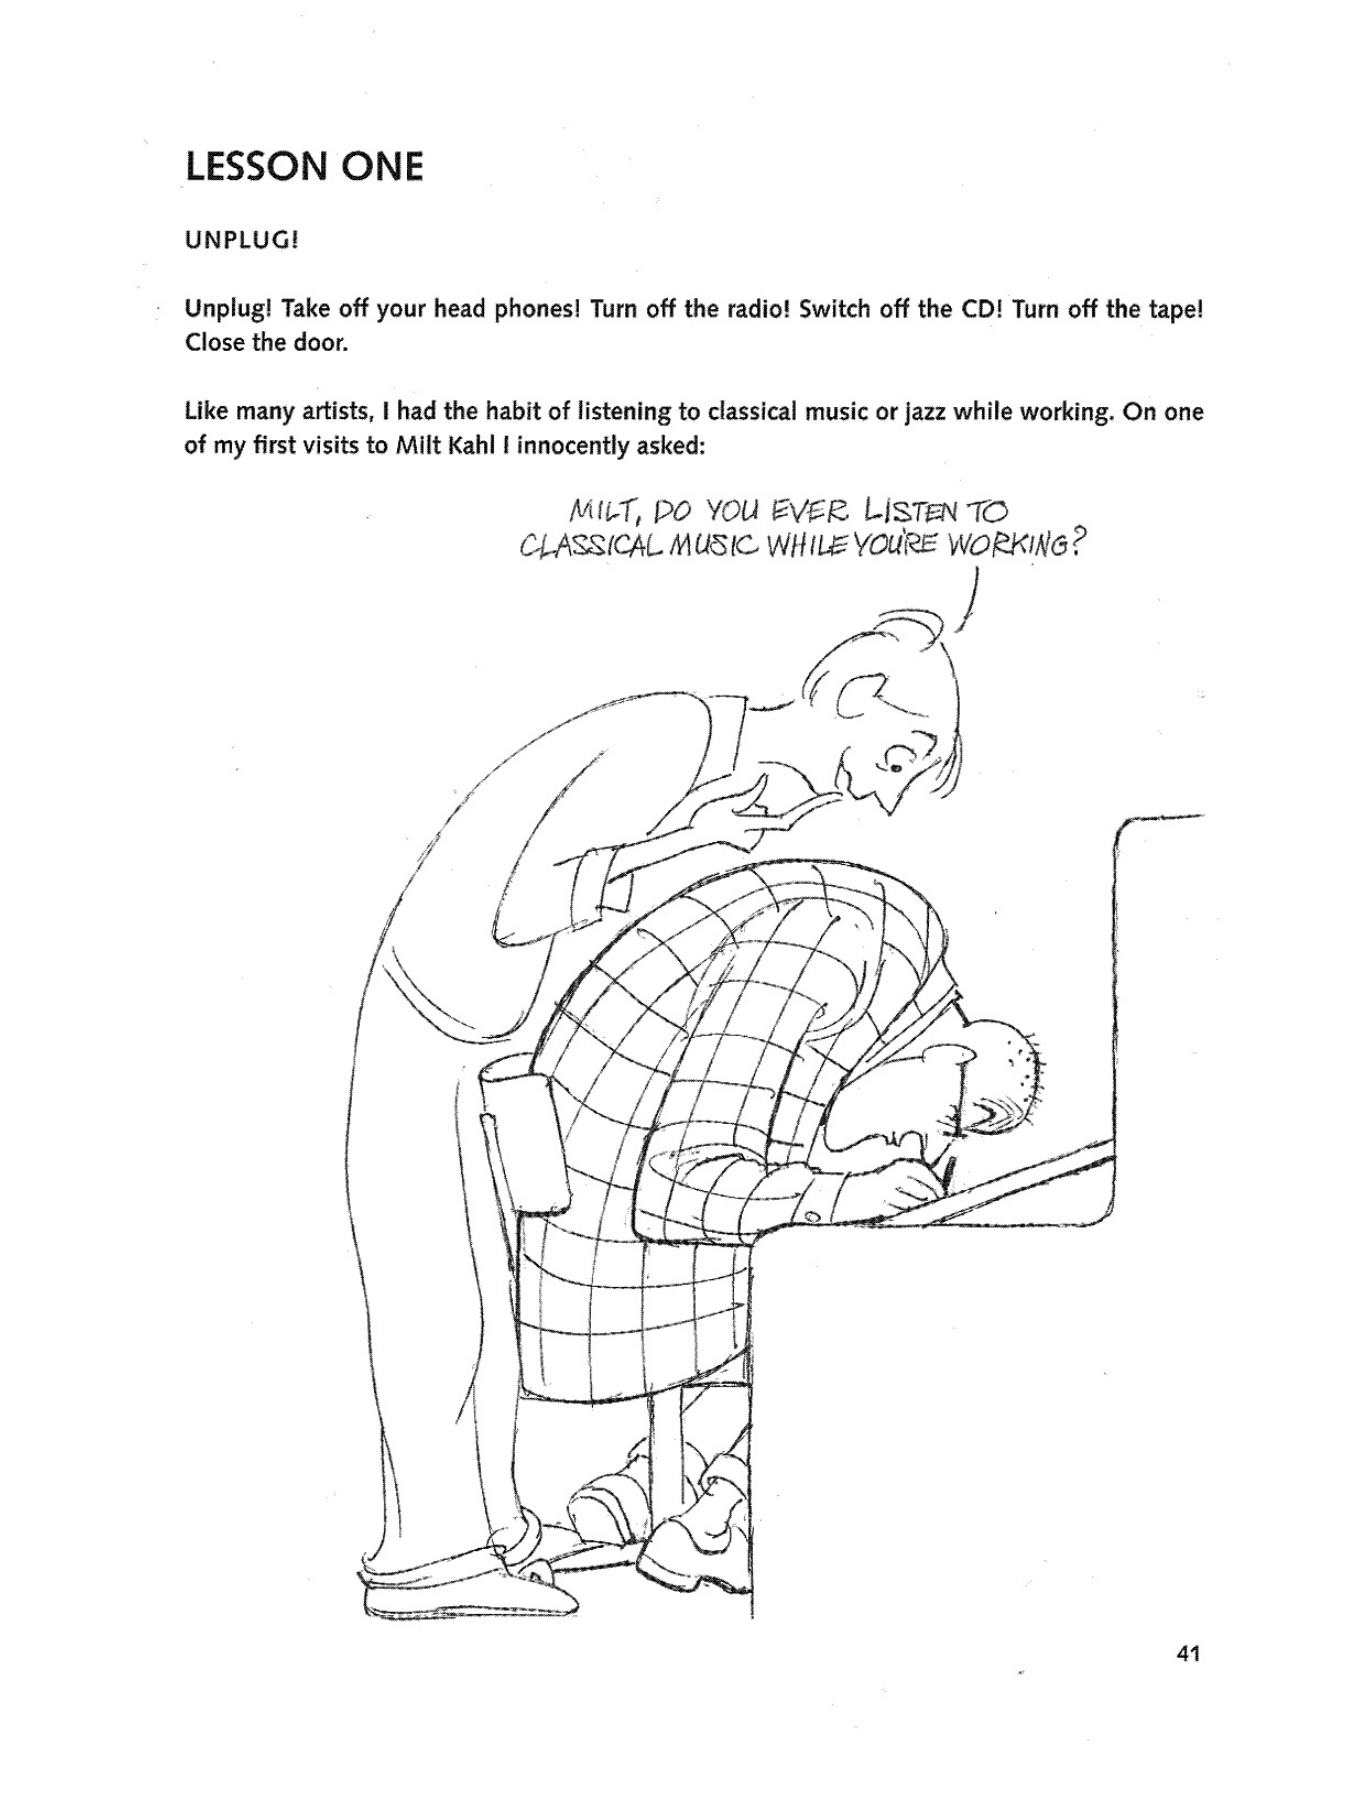 LESSON ONE
UNPLUG!
Unplug! Take off your head phones! Turn off the radio! Switch off the CD! Turn off the tape!
Close the door.
Like many artists, I had the habit of listening to classical music or jazz while working. On one
of my first visits to Milt Kahl I innocently asked:
MILT, DO YOU EVER LISTEN TO
CLASSICAL MUSIC WHILE YOU'RE WORKING?
41